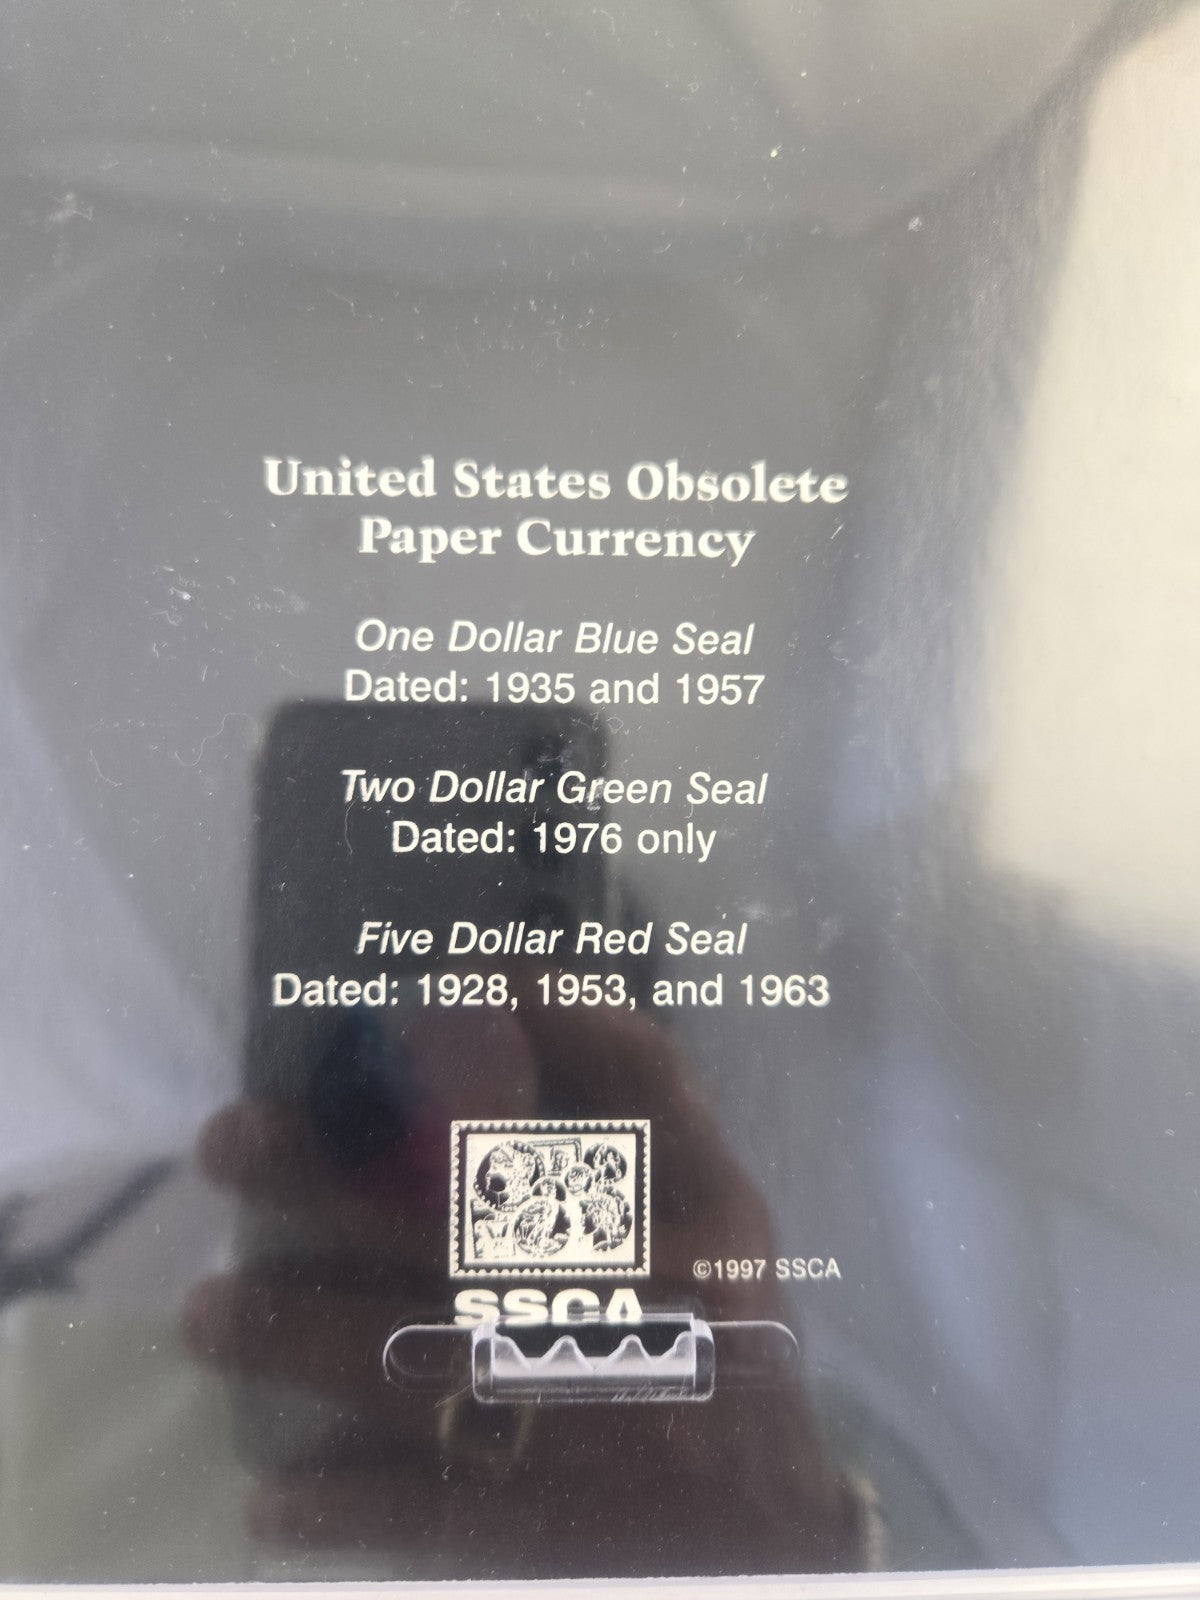 United States Obsolete
Paper Currency
One Dollar Blue Seal
Dated: 1935 and 1957
Two Dollar Green Seal
Dated: 1976 only
Five Dollar Red Seal
Dated: 1928, 1953, and 1963
©1997 SSCA
SSCA